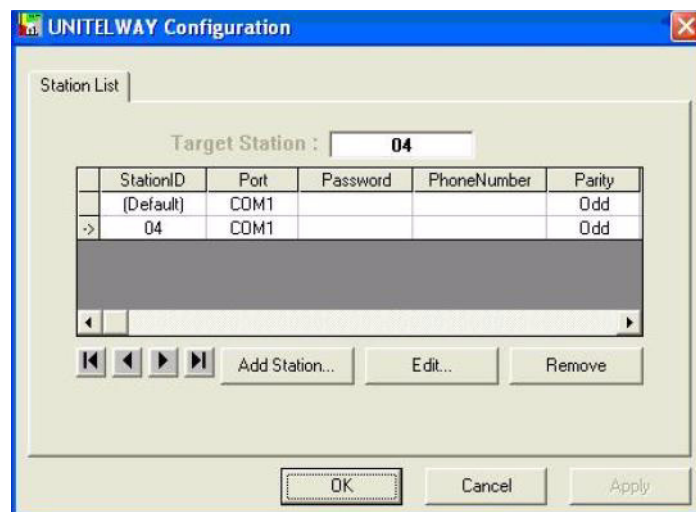 UNITELWAY Configuration
Station List
Target Station : 04
StationID Port Password PhoneNumber Parity
(Default) COM1 Odd
-> 04 COM1 Odd
Add Station... Edit... Remove
OK Cancel Apply